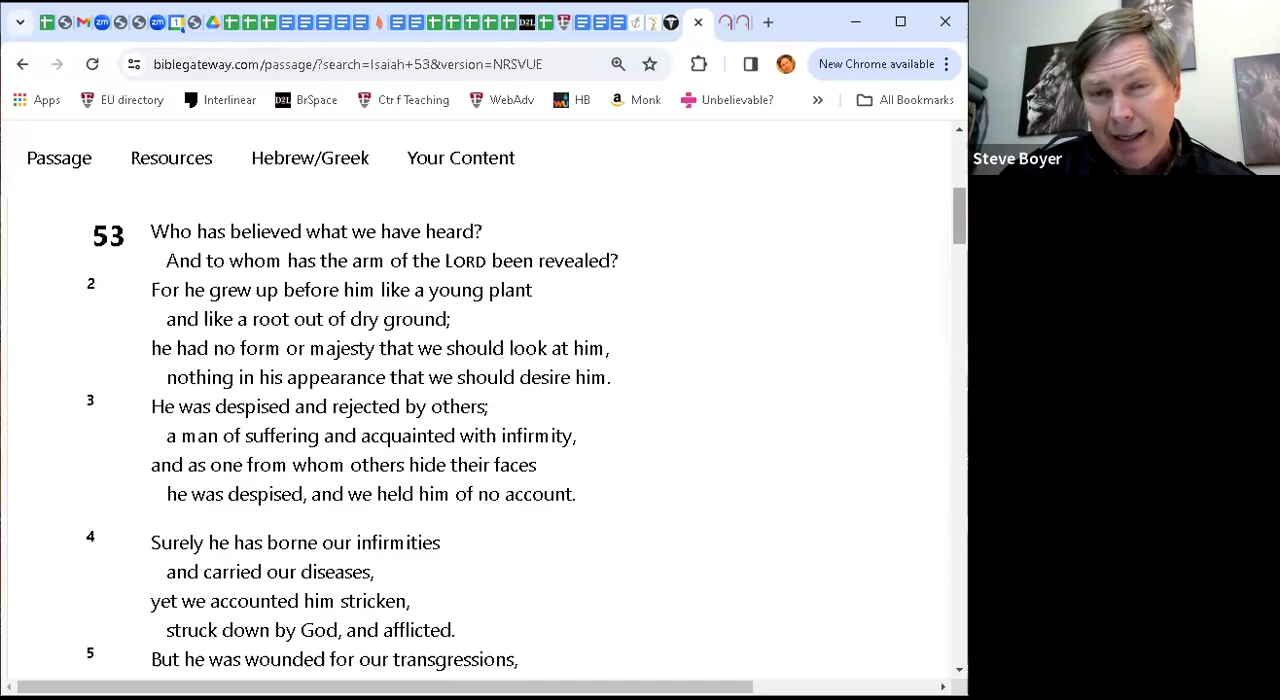 biblegateway.com/passage/?search=Isaiah+53&version=NRSVUE
New Chrome available
Apps EU directory Interlinear D2L BrSpace Ctr f Teaching WebAdv HB Monk Unbelievable? » All Bookmarks
Steve Boyer
Passage Resources Hebrew/Greek Your Content
53 Who has believed what we have heard?
And to whom has the arm of the LORD been revealed?
2 For he grew up before him like a young plant
and like a root out of dry ground;
he had no form or majesty that we should look at him,
nothing in his appearance that we should desire him.
3 He was despised and rejected by others;
a man of suffering and acquainted with infirmity,
and as one from whom others hide their faces
he was despised, and we held him of no account.
4 Surely he has borne our infirmities
and carried our diseases,
yet we accounted him stricken,
struck down by God, and afflicted.
5 But he was wounded for our transgressions,